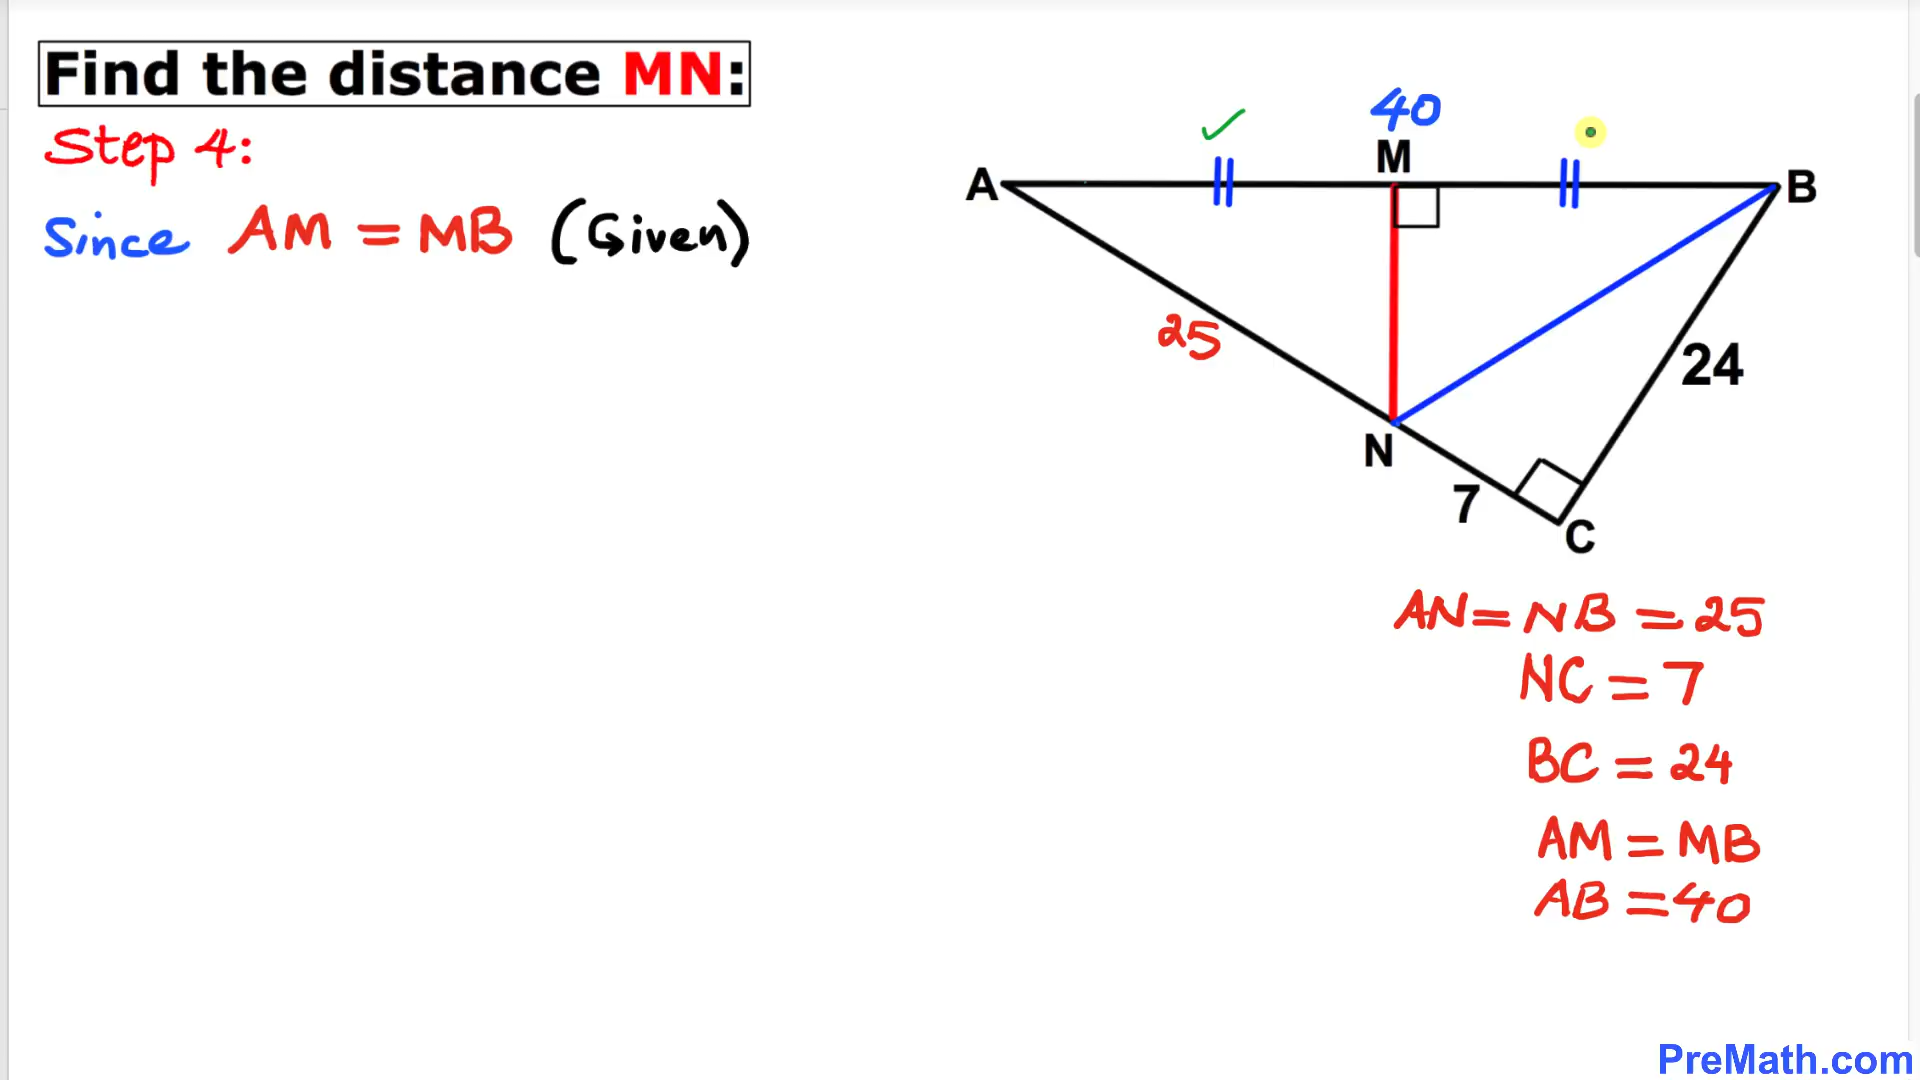 Find the distance MN:
Step 4:
Since AM = MB (Given)
40
M
A
B
25
24
N
7
C
AN = NB = 25
NC = 7
BC = 24
AM = MB
AB = 40
PreMath.com